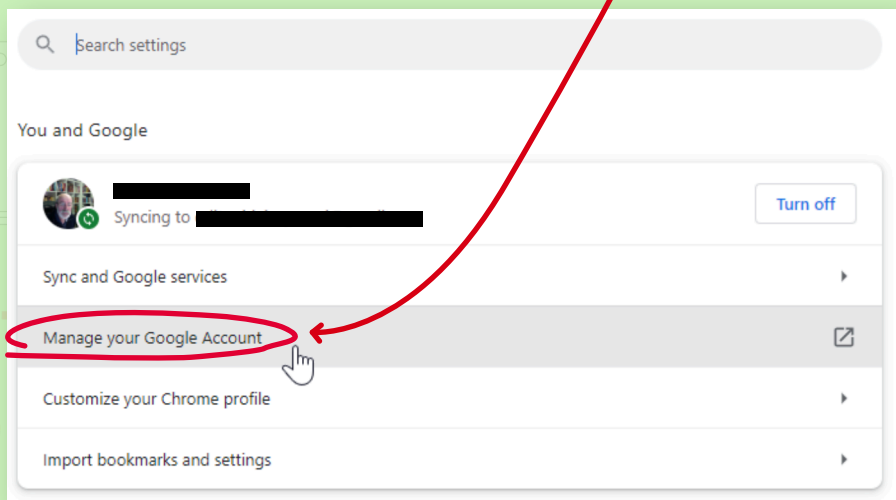 Search settings
You and Google
Syncing to
Turn off
Sync and Google services
Manage your Google Account
Customize your Chrome profile
Import bookmarks and settings